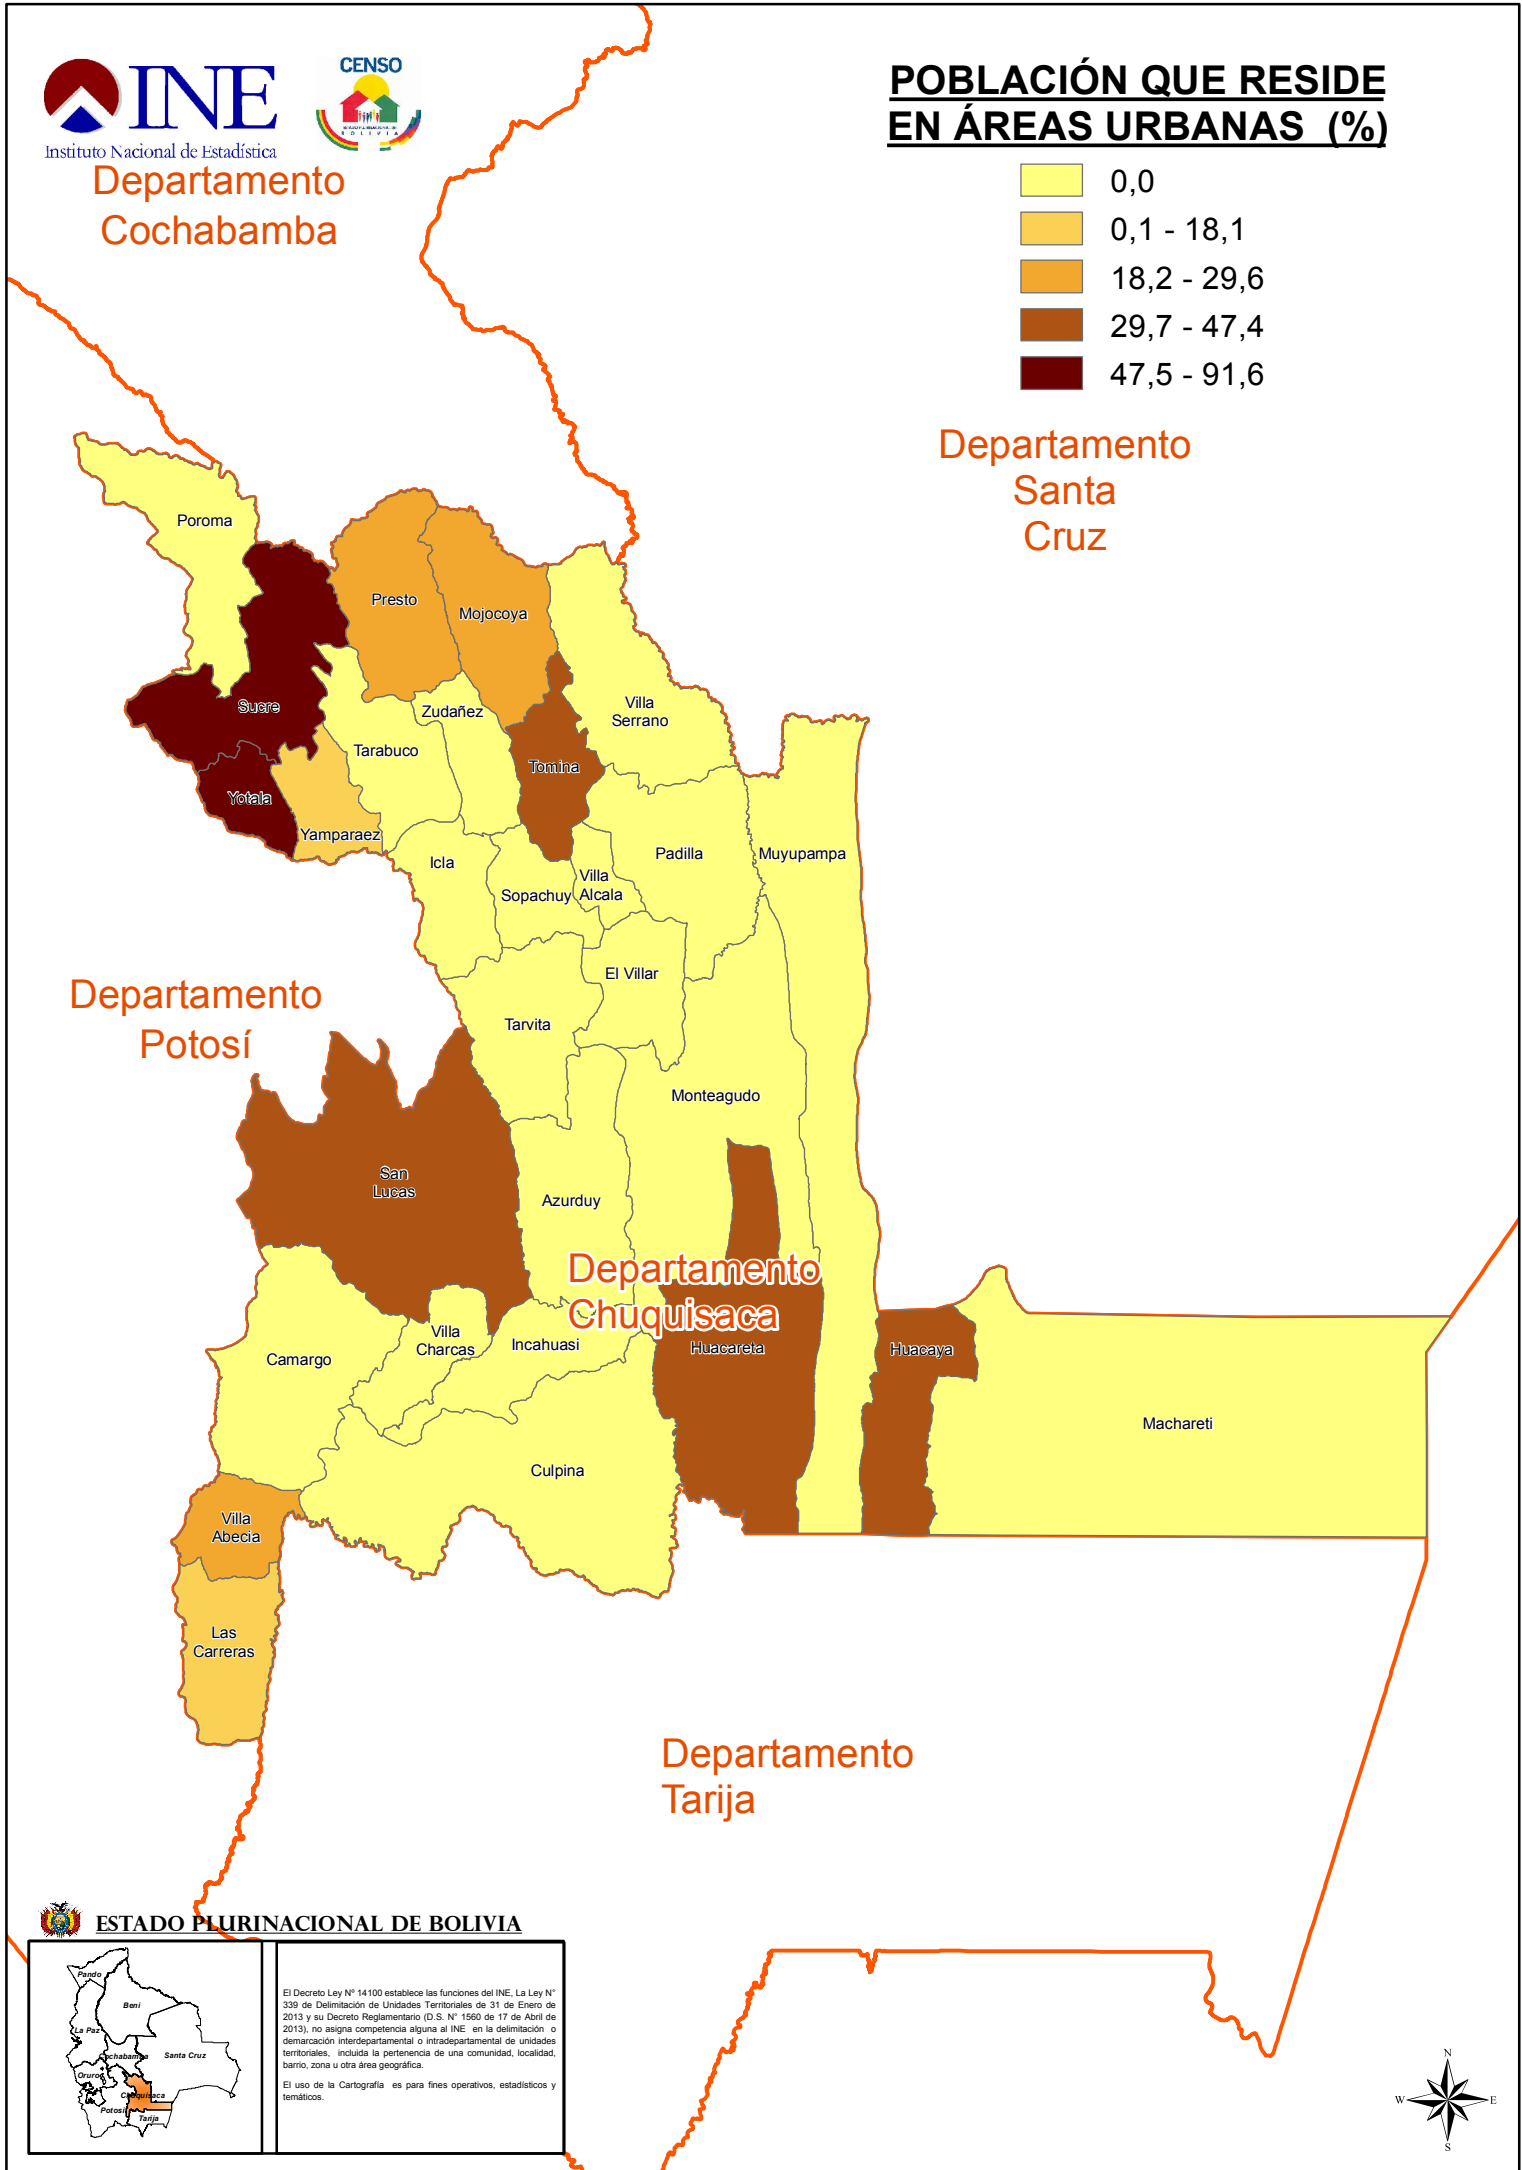 INE
Instituto Nacional de Estadística
CENSO
BOLIVIA
POBLACIÓN QUE RESIDE
EN ÁREAS URBANAS (%)
0,0
0,1 - 18,1
18,2 - 29,6
29,7 - 47,4
47,5 - 91,6
Departamento
Cochabamba
Departamento
Santa
Cruz
Poroma
Presto
Mojocoya
Sucre
Zudañez
Villa
Serrano
Tarabuco
Tomina
Yotala
Yamparaez
Icla
Padilla
Muyupampa
Sopachuy
Villa
Alcala
El Villar
Departamento
Potosí
Tarvita
Monteagudo
San
Lucas
Azurduy
Departamento
Chuquisaca
Villa
Charcas
Incahuasi
Huacareta
Huacaya
Camargo
Machareti
Culpina
Villa
Abecia
Las
Carreras
Departamento
Tarija
ESTADO PLURINACIONAL DE BOLIVIA
Pando
Beni
La Paz
Cochabamba
Santa Cruz
Oruro
Chuquisaca
Potosí
Tarija
El Decreto Ley Nº 14100 establece las funciones del INE, La Ley N°
339 de Delimitación de Unidades Territoriales de 31 de Enero de
2013 y su Decreto Reglamentario (D.S. N° 1560 de 17 de Abril de
2013), no asigna competencia alguna al INE en la delimitación o
demarcación interdepartamental o intradepartamental de unidades
territoriales, incluida la pertenencia de una comunidad, localidad,
barrio, zona u otra área geográfica.
El uso de la Cartografía es para fines operativos, estadísticos y
temáticos.
N
W
E
S